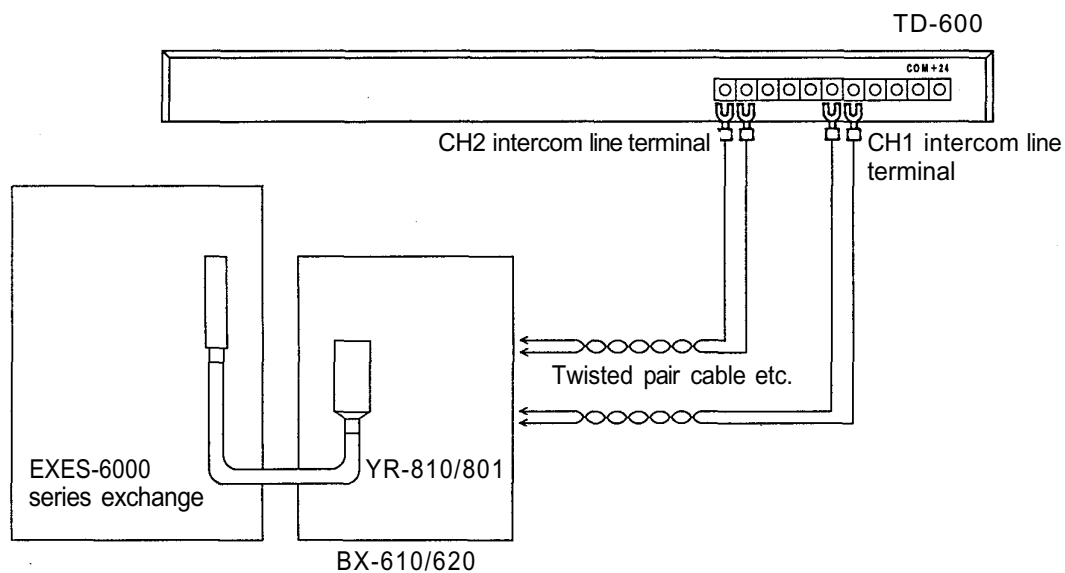 TD-600
COM +24
CH2 intercom line terminal
CH1 intercom line
terminal
Twisted pair cable etc.
EXES-6000
series exchange
YR-810/801
BX-610/620